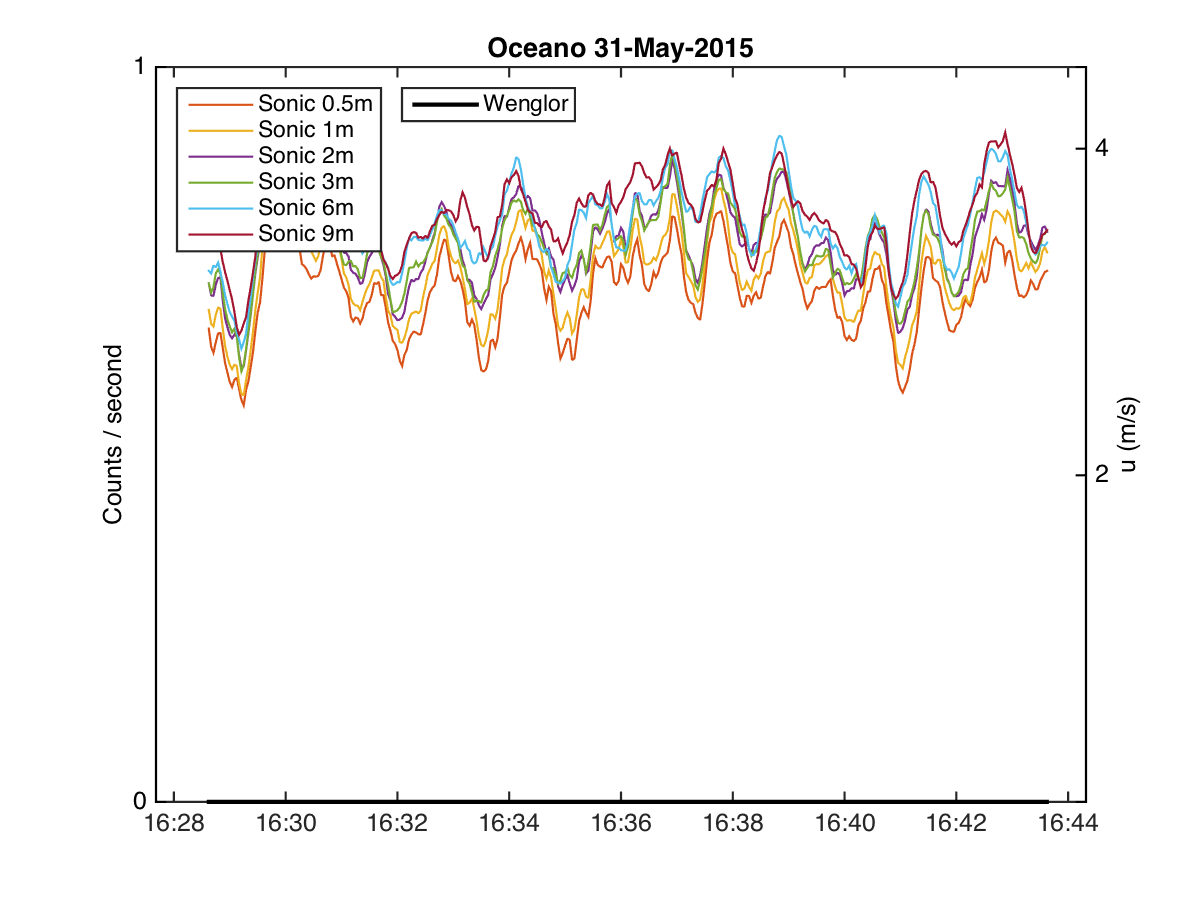 Oceano 31-May-2015
1
Sonic 0.5m
Sonic 1m
Sonic 2m
Sonic 3m
Sonic 6m
Sonic 9m
Wenglor
4
2
0
Counts / second
u (m/s)
16:28 16:30 16:32 16:34 16:36 16:38 16:40 16:42 16:44